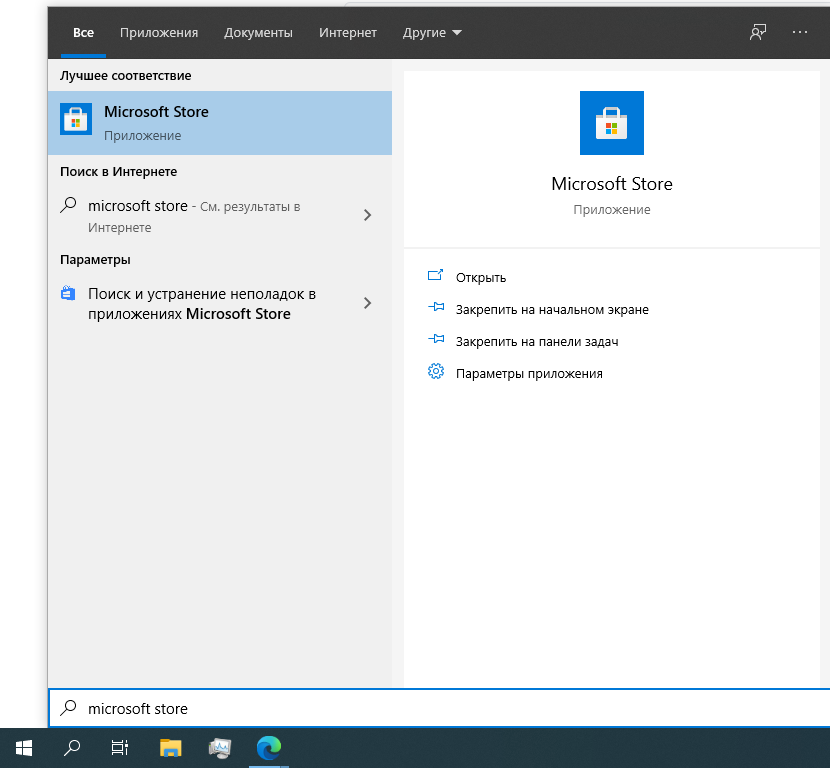 Все Приложения Документы Интернет Другие
Лучшее соответствие
Microsoft Store
Приложение
Поиск в Интернете
microsoft store - См. результаты в
Интернете
Параметры
Поиск и устранение неполадок в
приложениях Microsoft Store
Microsoft Store
Приложение
Открыть
Закрепить на начальном экране
Закрепить на панели задач
Параметры приложения
microsoft store